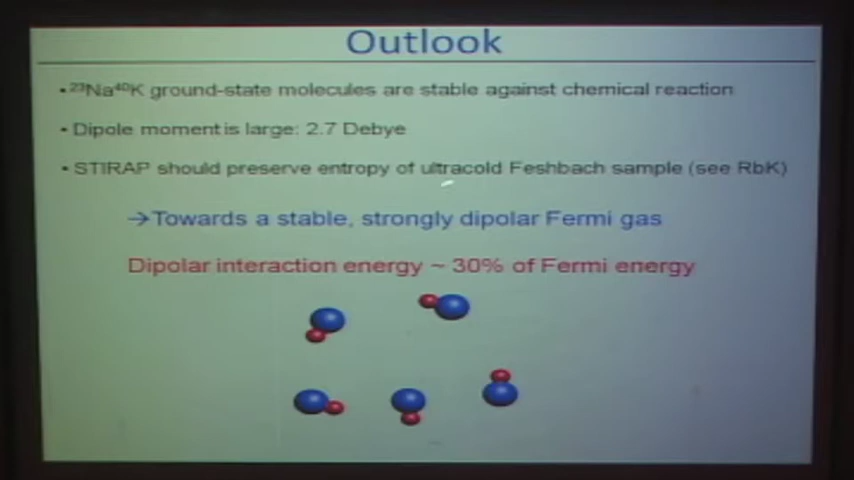 Outlook
•²³Na⁴⁰K ground-state molecules are stable against chemical reaction
• Dipole moment is large: 2.7 Debye
• STIRAP should preserve entropy of ultracold Feshbach sample (see RbK)
→Towards a stable, strongly dipolar Fermi gas
Dipolar interaction energy ~ 30% of Fermi energy